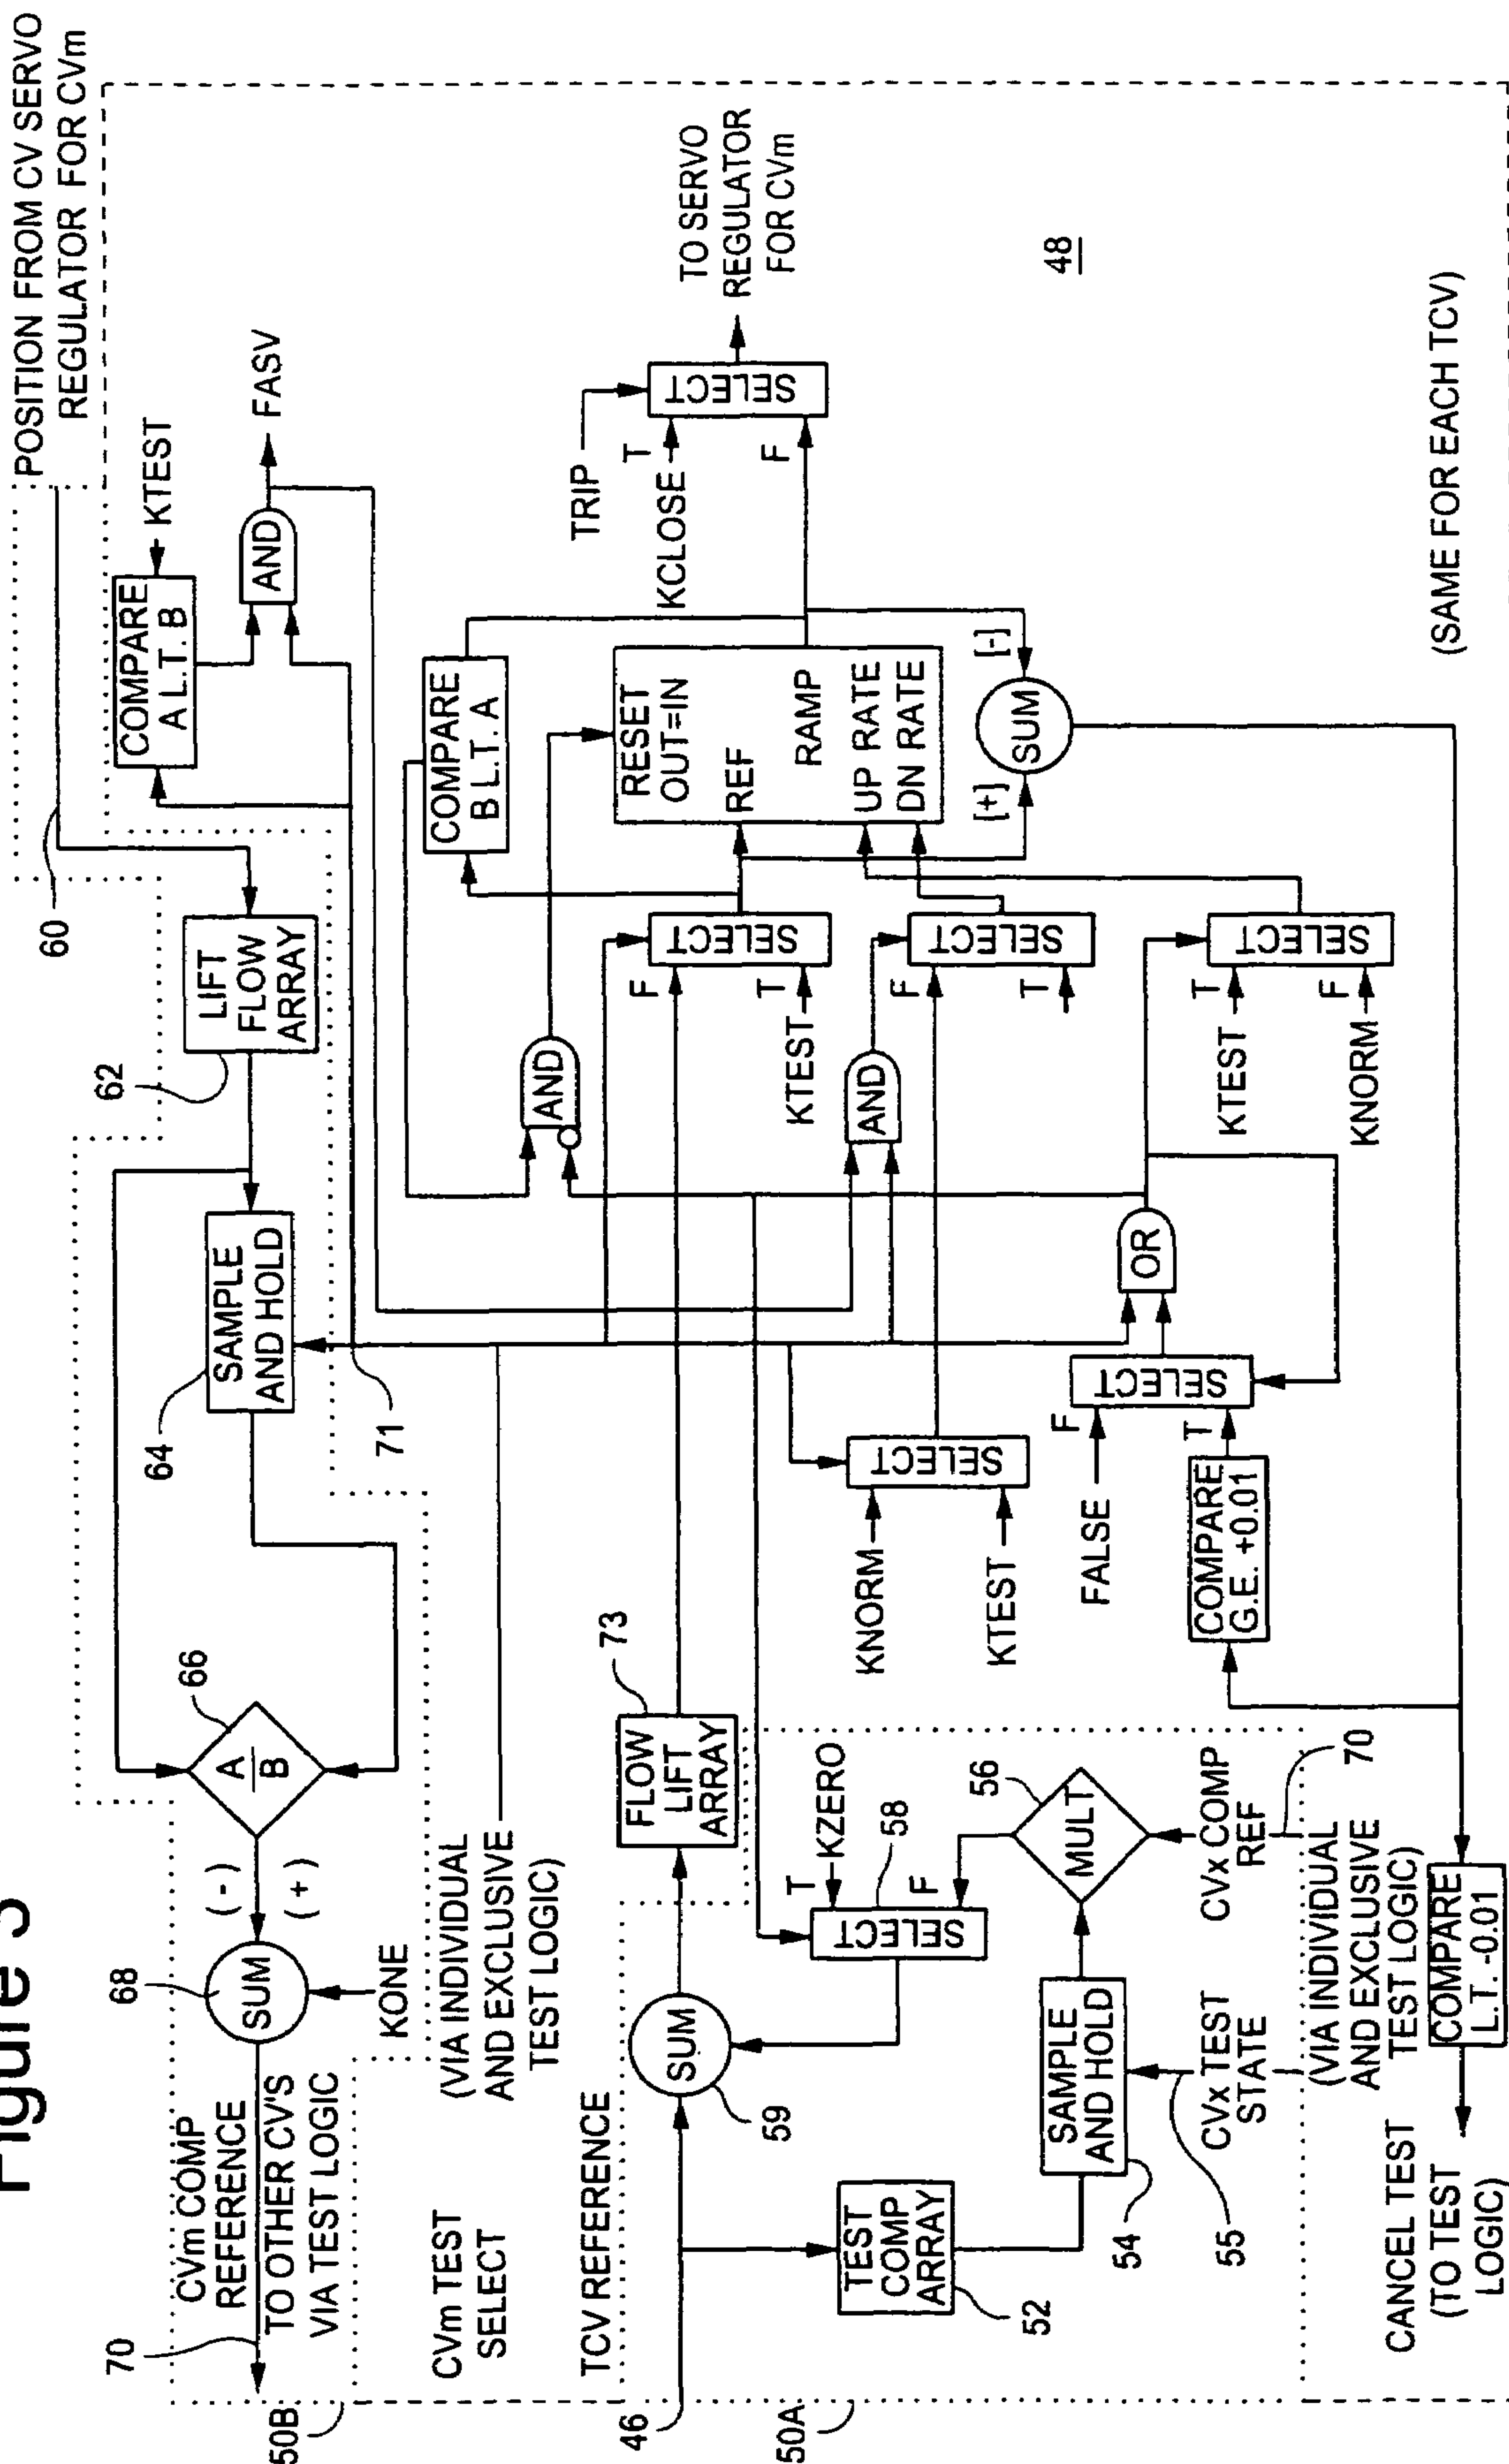 Figure 3
POSITION FROM CV SERVO
REGULATOR FOR CVm
60
KTEST
COMPARE
A L.T. B
AND
FASV
LIFT
FLOW
ARRAY
62
SAMPLE
AND HOLD
64
71
A
B
66
(-)
(+)
SUM
68
KONE
CVm COMP
REFERENCE
TO OTHER CV'S
VIA TEST LOGIC
70
50B
CVm TEST
SELECT
(VIA INDIVIDUAL
AND EXCLUSIVE
TEST LOGIC)
TCV REFERENCE
46
SUM
59
FLOW
LIFT
ARRAY
73
T
KZERO
58
SELECT
F
MULT
56
TEST
COMP
ARRAY
52
SAMPLE
AND HOLD
54
55
CVx TEST
STATE
CVx COMP
REF
70
(VIA INDIVIDUAL
AND EXCLUSIVE
TEST LOGIC)
50A
CANCEL TEST
(TO TEST
LOGIC)
COMPARE
L.T. -0.01
KNORM
KTEST
SELECT
FALSE
F
T
SELECT
COMPARE
G.E. +0.01
OR
AND
AND
F
T
KTEST
SELECT
F
T
SELECT
T
KTEST
F
KNORM
SELECT
COMPARE
B L.T. A
RESET
OUT=IN
REF
RAMP
UP RATE
DN RATE
[+]
[-]
SUM
TRIP
T
KCLOSE
F
SELECT
TO SERVO
REGULATOR
FOR CVm
48
(SAME FOR EACH TCV)